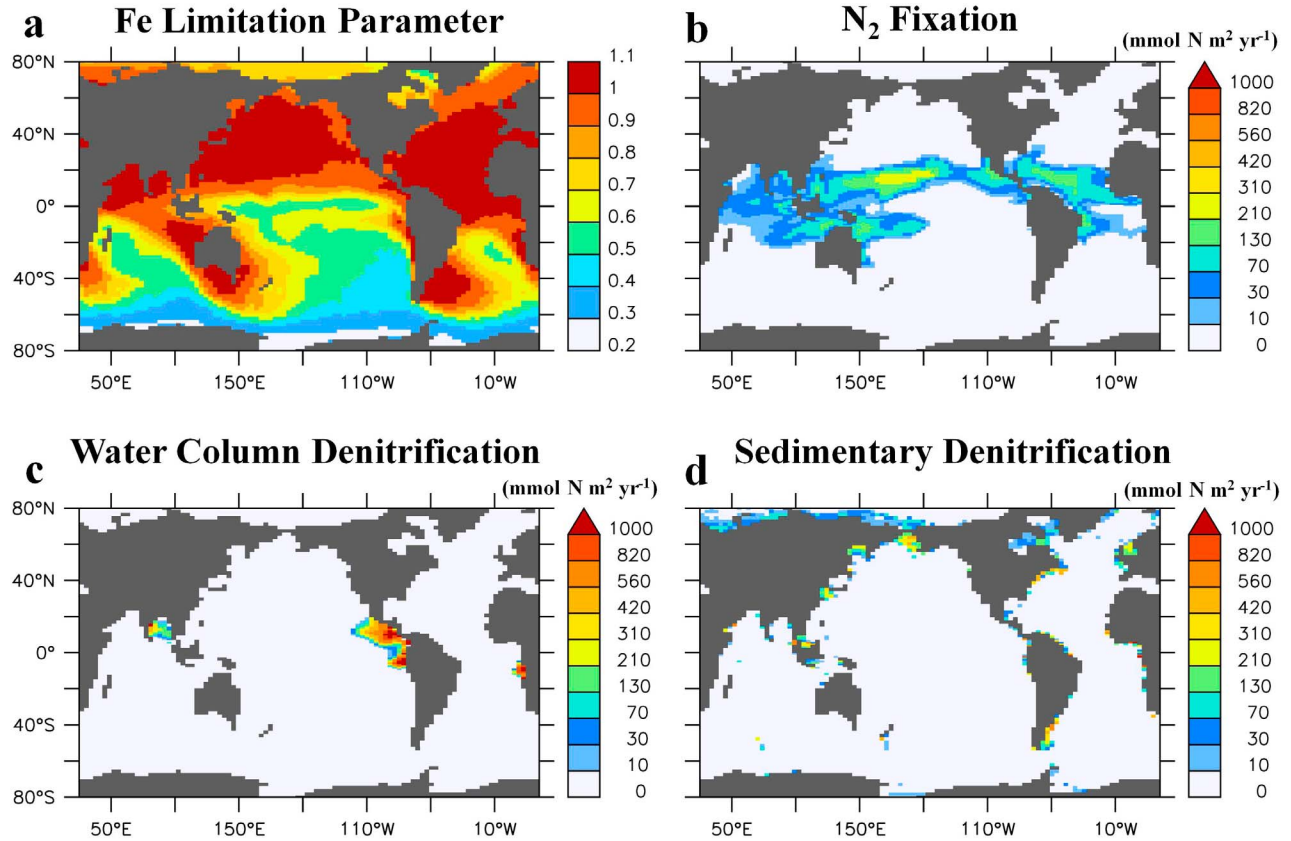 a Fe Limitation Parameter
80°N
40°N
0°
40°S
80°S
50°E 150°E 110°W 10°W
1.1
1
0.9
0.8
0.7
0.6
0.5
0.4
0.3
0.2
b N₂ Fixation
(mmol N m² yr⁻¹)
1000
820
560
420
310
210
130
70
30
10
0
50°E 150°E 110°W 10°W
c Water Column Denitrification
(mmol N m² yr⁻¹)
80°N
40°N
0°
40°S
80°S
50°E 150°E 110°W 10°W
1000
820
560
420
310
210
130
70
30
10
0
d Sedimentary Denitrification
(mmol N m² yr⁻¹)
1000
820
560
420
310
210
130
70
30
10
0
50°E 150°E 110°W 10°W